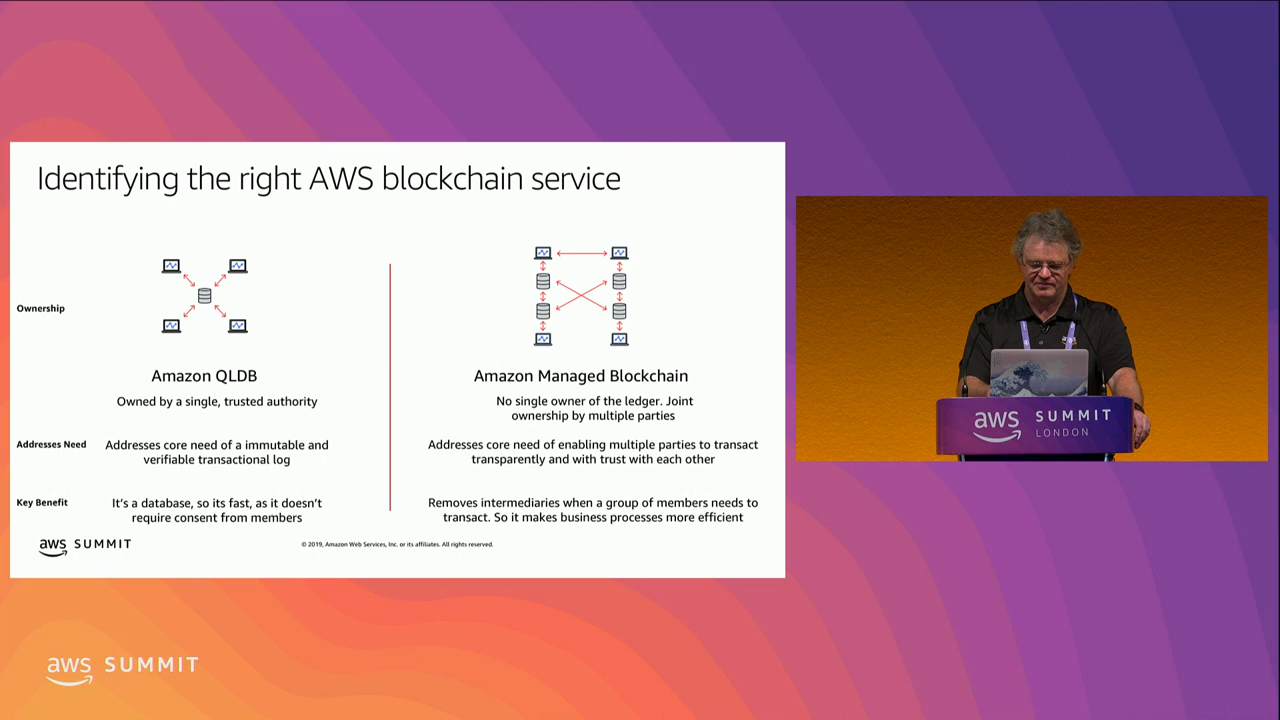 Identifying the right AWS blockchain service
Ownership
Amazon QLDB
Owned by a single, trusted authority
Amazon Managed Blockchain
No single owner of the ledger. Joint
ownership by multiple parties
Addresses Need
Addresses core need of a immutable and
verifiable transactional log
Addresses core need of enabling multiple parties to transact
transparently and with trust with each other
Key Benefit
It's a database, so its fast, as it doesn't
require consent from members
Removes intermediaries when a group of members needs to
transact. So it makes business processes more efficient
aws SUMMIT
© 2019, Amazon Web Services, Inc. or its affiliates. All rights reserved.
aws SUMMIT
LONDON
aws SUMMIT